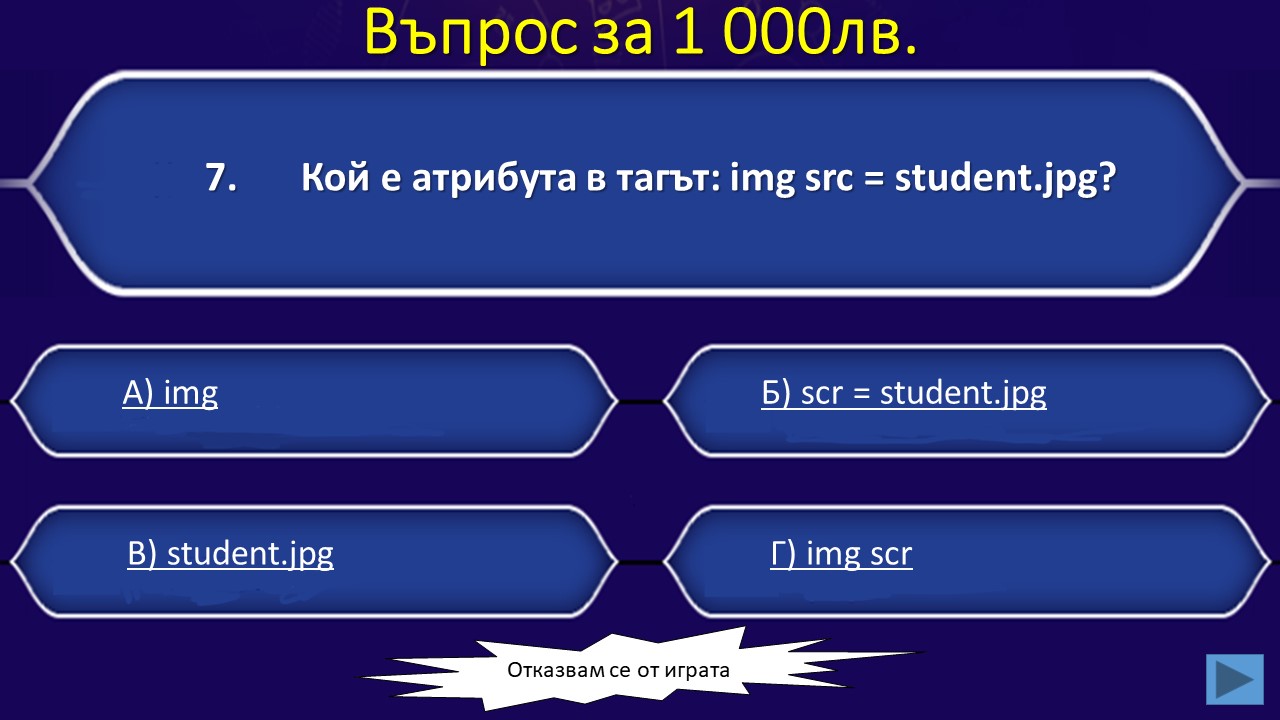 Въпрос за 1 000лв.
7. Кой е атрибута в тагът: img src = student.jpg?
А) img
Б) scr = student.jpg
В) student.jpg
Г) img scr
Отказвам се от играта